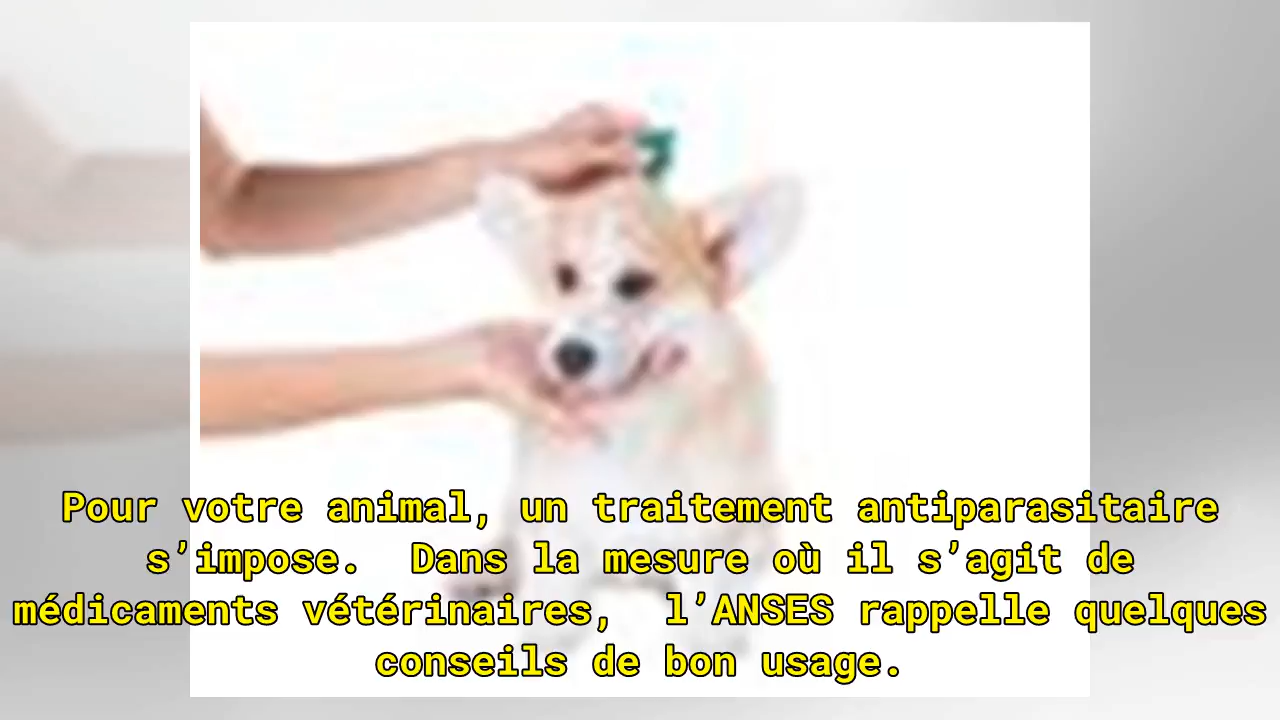 Pour votre animal, un traitement antiparasitaire
s’impose.  Dans la mesure où il s’agit de
médicaments vétérinaires,  l’ANSES rappelle quelques
conseils de bon usage.